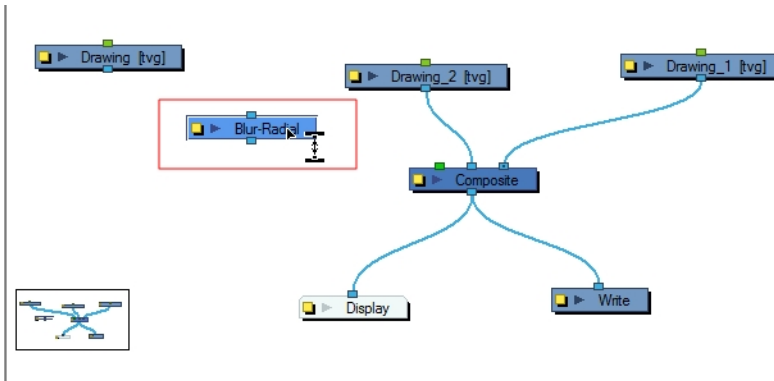 Drawing [tvg]
Drawing_2 [tvg]
Drawing_1 [tvg]
Blur-Radial
Composite
Display
Write